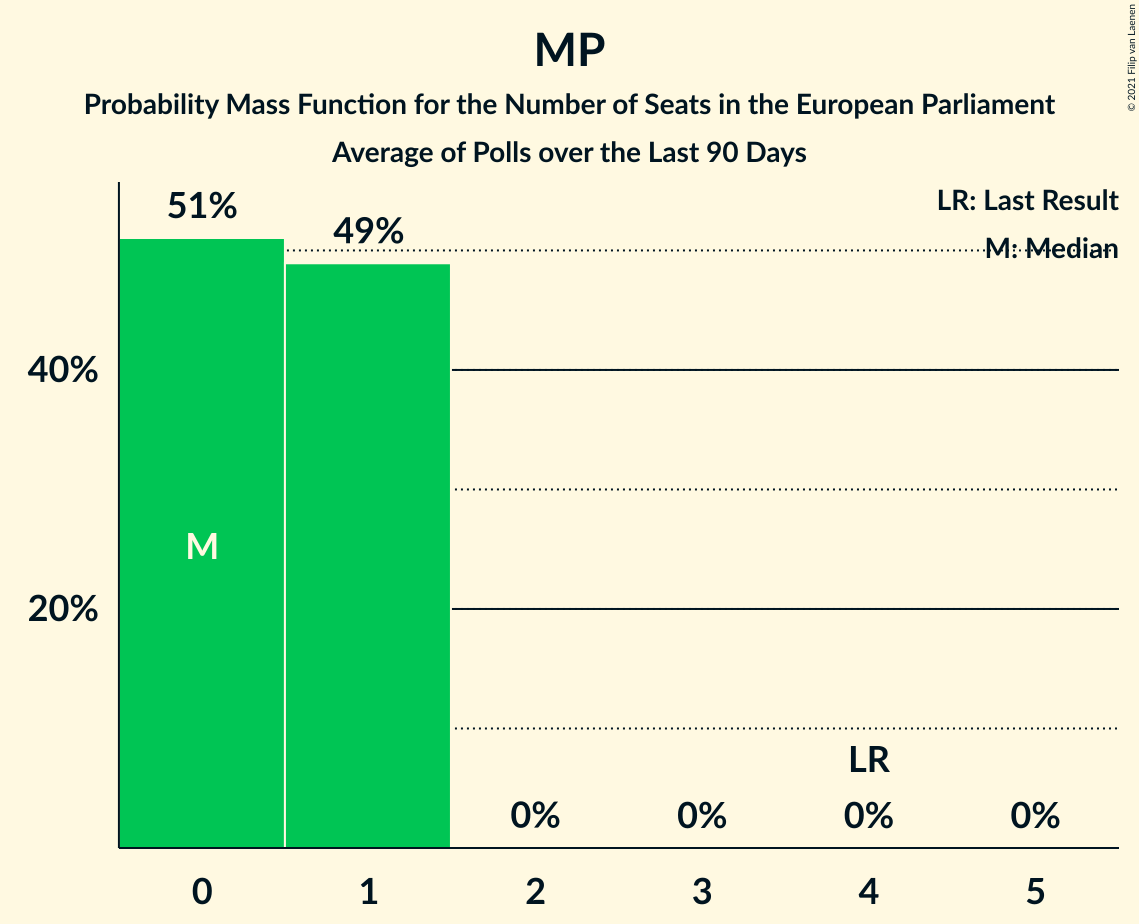 MP
Probability Mass Function for the Number of Seats in the European Parliament
Average of Polls over the Last 90 Days
© 2021 Filip van Laenen
LR: Last Result
M: Median
51%
49%
40%
20%
M
LR
0%
0%
0%
0%
0
1
2
3
4
5